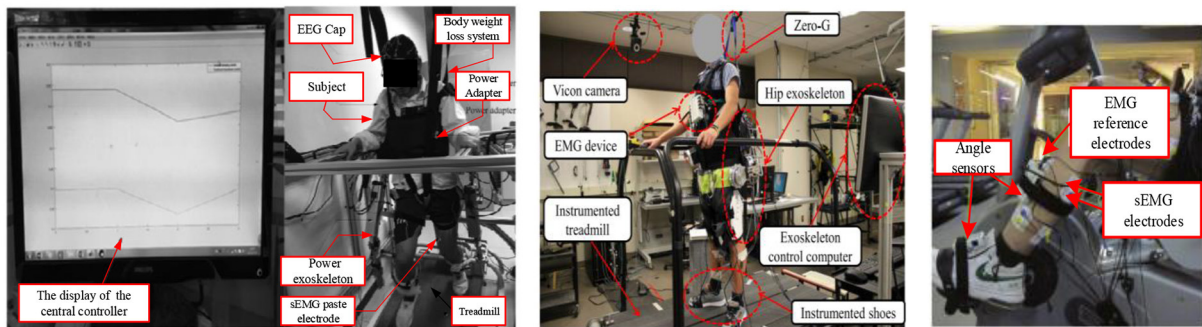 EEG Cap
Body weight
loss system
Subject
Power
Adapter
Power adapter
Power
exoskeleton
sEMG paste
electrode
Treadmill
The display of the
central controller
Zero-G
Vicon camera
Hip exoskeleton
EMG device
Instrumented
treadmill
Exoskeleton
control computer
Instrumented shoes
EMG
reference
electrodes
Angle
sensors
sEMG
electrodes